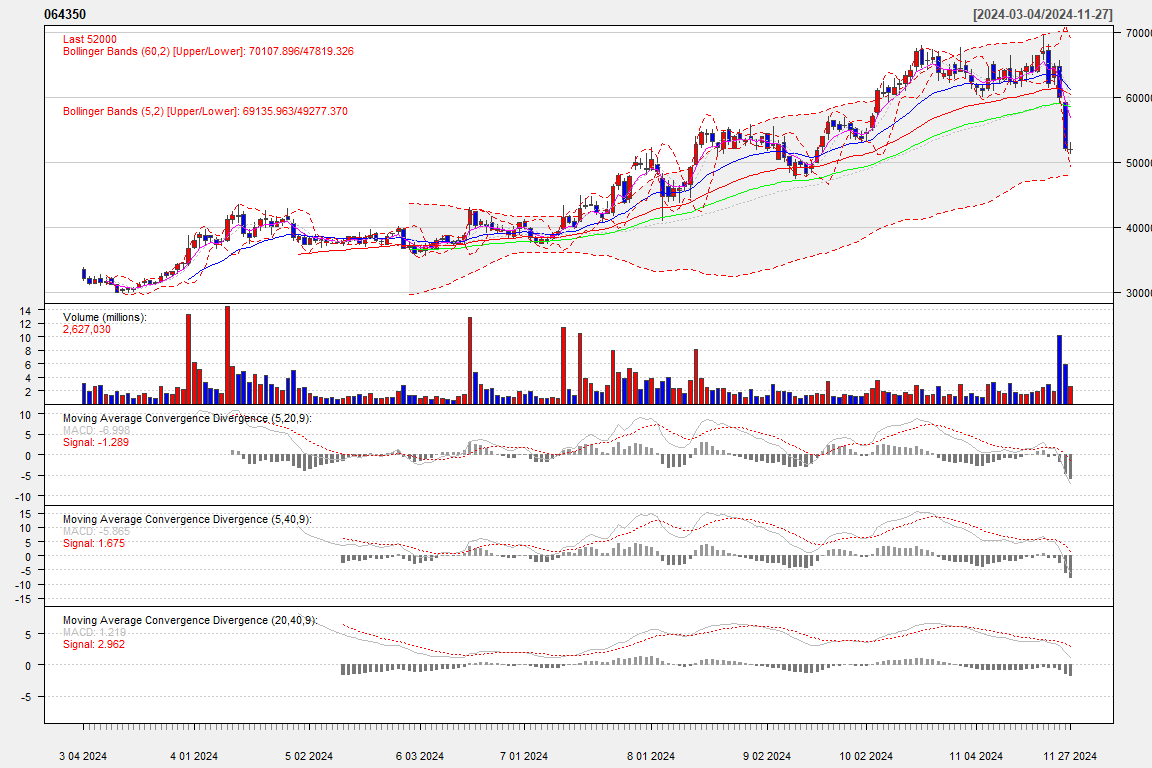 064350 [2024-03-04/2024-11-27]
Last 52000
Bollinger Bands (60,2) [Upper/Lower]: 70107.896/47819.326
Bollinger Bands (5,2) [Upper/Lower]: 69135.963/49277.370
70000
60000
50000
40000
30000
Volume (millions):
2,627,030
14
12
10
8
6
4
2
Moving Average Convergence Divergence (5,20,9):
MACD: -6.998
Signal: -1.289
10
5
0
-5
-10
Moving Average Convergence Divergence (5,40,9):
MACD: -5.865
Signal: 1.675
15
10
5
0
-5
-10
-15
Moving Average Convergence Divergence (20,40,9):
MACD: 1.219
Signal: 2.962
5
0
-5
3 04 2024 4 01 2024 5 02 2024 6 03 2024 7 01 2024 8 01 2024 9 02 2024 10 02 2024 11 04 2024 11 27 2024